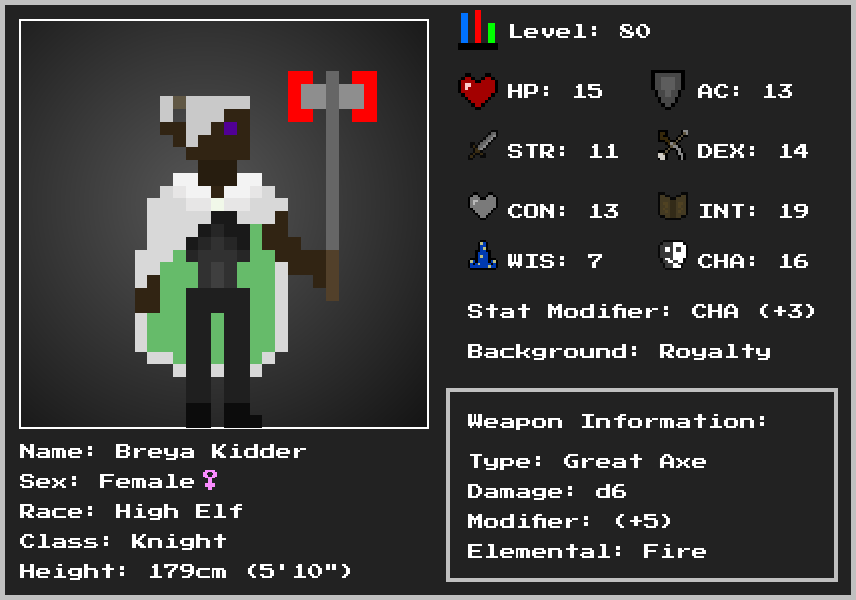 Level: 80
HP: 15 AC: 13
STR: 11 DEX: 14
CON: 13 INT: 19
WIS: 7 CHA: 16
Stat Modifier: CHA (+3)
Background: Royalty
Name: Breya Kidder
Sex: Female♀
Race: High Elf
Class: Knight
Height: 179cm (5'10")
Weapon Information:
Type: Great Axe
Damage: d6
Modifier: (+5)
Elemental: Fire